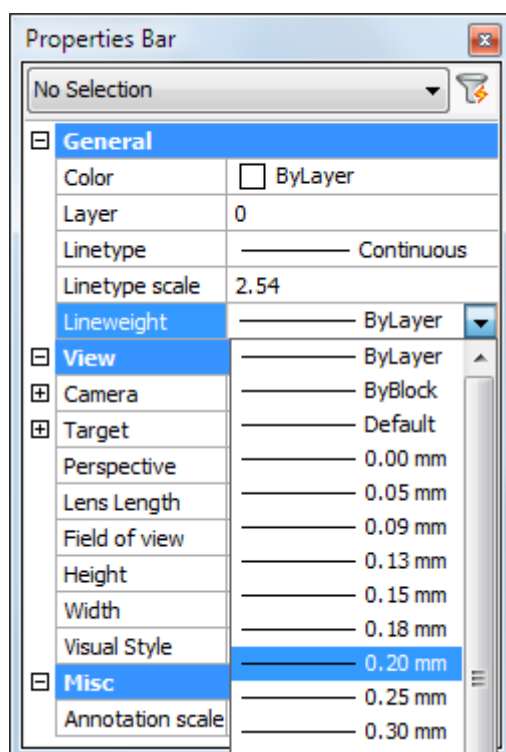 Properties Bar
No Selection
General
Color ByLayer
Layer 0
Linetype Continuous
Linetype scale 2.54
Lineweight ByLayer
View ByLayer
Camera ByBlock
Target Default
Perspective 0.00 mm
Lens Length 0.05 mm
Field of view 0.09 mm
Height 0.13 mm
Width 0.15 mm
Visual Style 0.18 mm
0.20 mm
Misc 0.25 mm
Annotation scale 0.30 mm